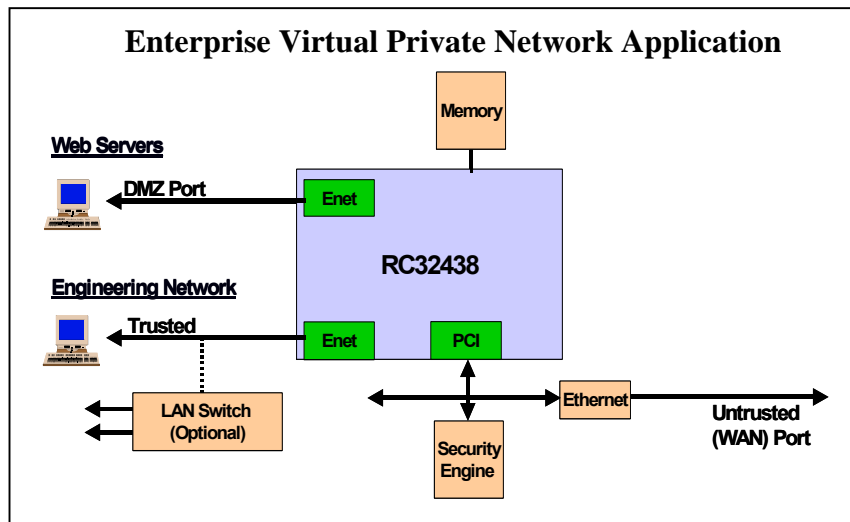 Enterprise Virtual Private Network Application
Memory
Web Servers
DMZ Port
Enet
RC32438
Engineering Network
Trusted
Enet
PCI
LAN Switch
(Optional)
Ethernet
Untrusted
(WAN) Port
Security
Engine